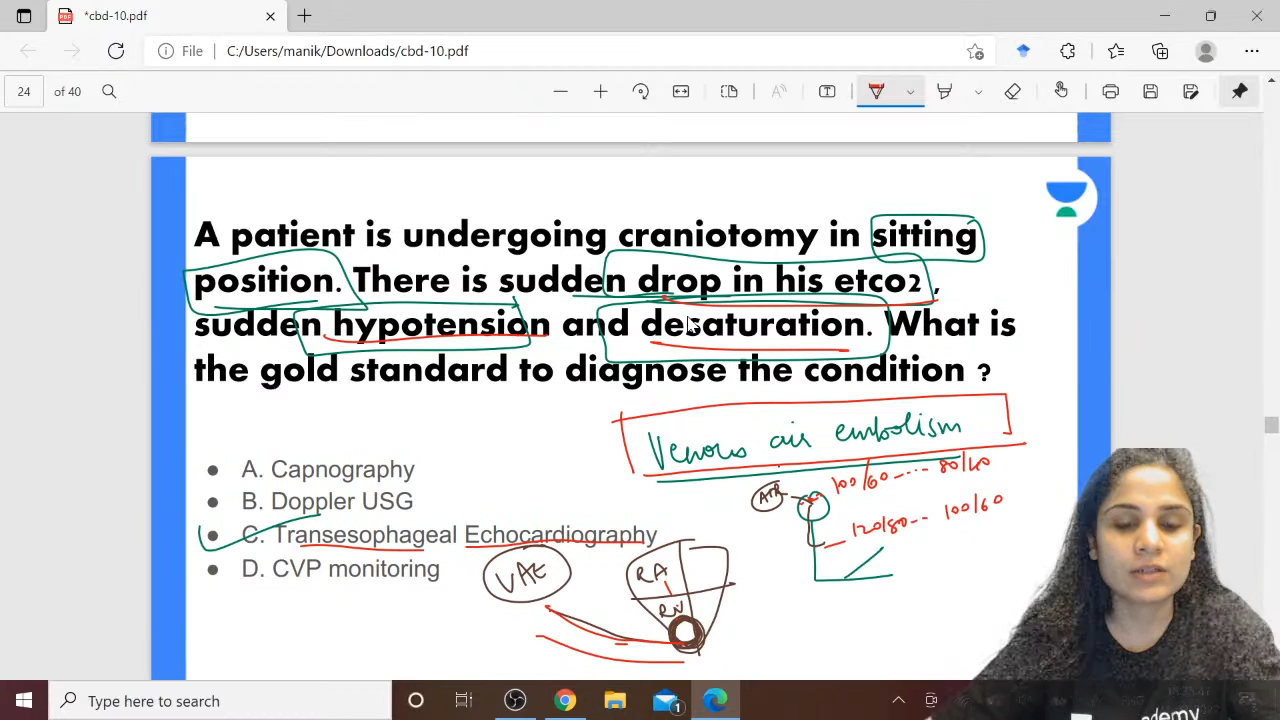 *cbd-10.pdf
File
C:/Users/manik/Downloads/cbd-10.pdf
24
of 40
A patient is undergoing craniotomy in sitting
position. There is sudden drop in his etco2 ,
sudden hypotension and desaturation. What is
the gold standard to diagnose the condition ?
Venous air embolism
100/60 --- 80/40
AIR
120/80 -- 100/60
A. Capnography
B. Doppler USG
C. Transesophageal Echocardiography
D. CVP monitoring
VAE
RA
RV
Type here to search
1